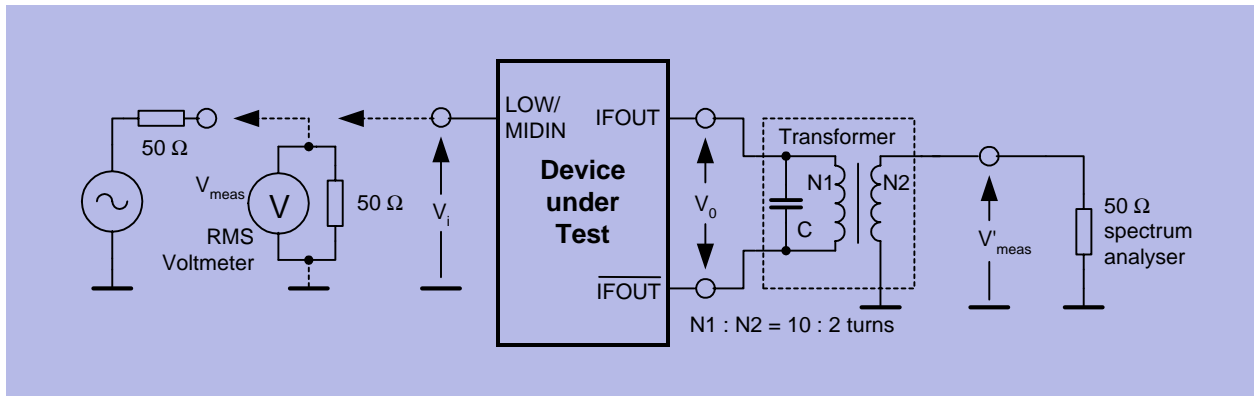 50 Ω
V
Vmeas
RMS
Voltmeter
50 Ω
Vi
LOW/
MIDIN
IFOUT
Device
under
Test
IFOUT
V0
Transformer
N1
N2
C
N1 : N2 = 10 : 2 turns
V'meas
50 Ω
spectrum
analyser